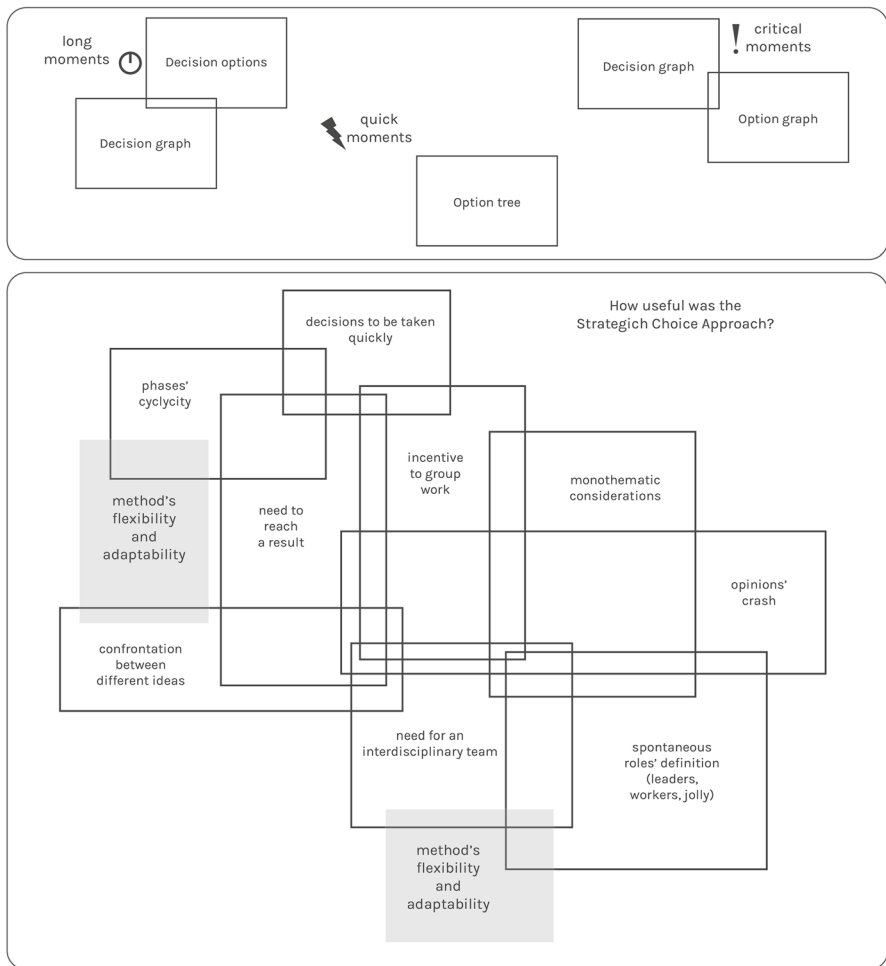 long
moments
Decision options
Decision graph
quick
moments
Option tree
Decision graph
critical
moments
Option graph
How useful was the
Strategich Choice Approach?
decisions to be taken
quickly
phases’
cyclycity
incentive
to group
work
monothematic
considerations
method’s
flexibility
and
adaptability
need to
reach
a result
opinions’
crash
confrontation
between
different ideas
need for an
interdisciplinary team
spontaneous
roles’ definition
(leaders,
workers, jolly)
method’s
flexibility
and
adaptability